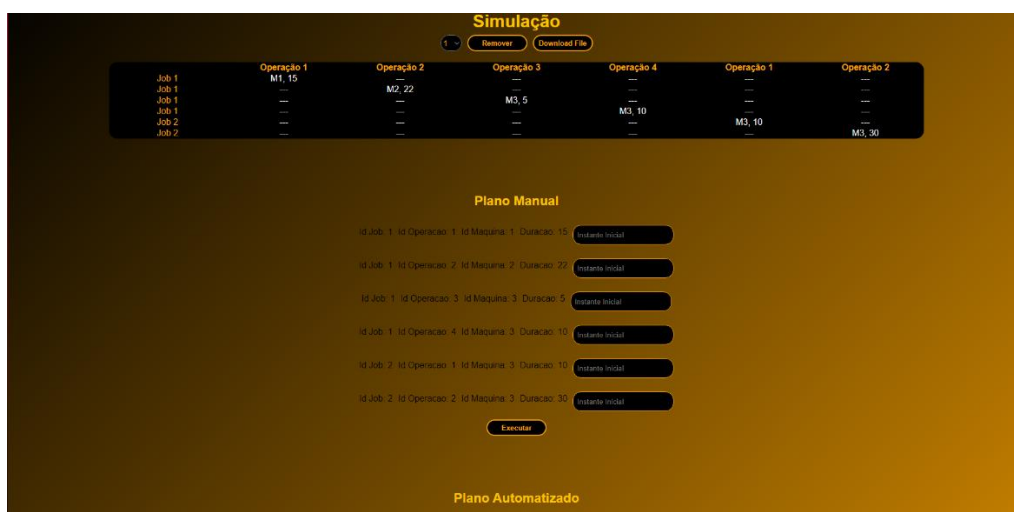 Simulação
1 Remover Download File
Operação 1 Operação 2 Operação 3 Operação 4 Operação 1 Operação 2
Job 1 M1, 15 --- --- --- --- ---
Job 1 --- M2, 22 --- --- --- ---
Job 1 --- --- M3, 5 --- --- ---
Job 1 --- --- --- M3, 10 --- ---
Job 2 --- --- --- --- M3, 10 ---
Job 2 --- --- --- --- --- M3, 30
Plano Manual
Id Job: 1 Id Operacao: 1 Id Maquina: 1 Duracao: 15 Instante Inicial
Id Job: 1 Id Operacao: 2 Id Maquina: 2 Duracao: 22 Instante Inicial
Id Job: 1 Id Operacao: 3 Id Maquina: 3 Duracao: 5 Instante Inicial
Id Job: 1 Id Operacao: 4 Id Maquina: 3 Duracao: 10 Instante Inicial
Id Job: 2 Id Operacao: 1 Id Maquina: 3 Duracao: 10 Instante Inicial
Id Job: 2 Id Operacao: 2 Id Maquina: 3 Duracao: 30 Instante Inicial
Executar
Plano Automatizado